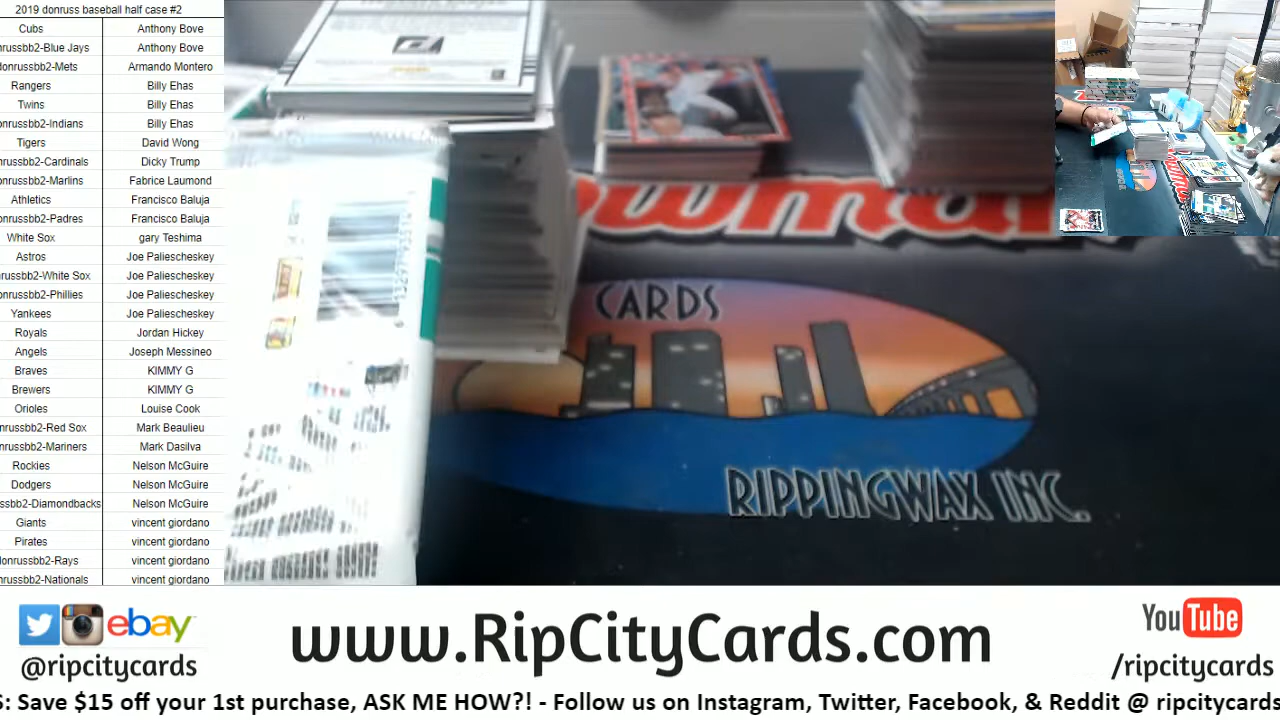 2019 donruss baseball half case #2
Cubs Anthony Bove
nrussbb2-Blue Jays Anthony Bove
donrussbb2-Mets Armando Montero
Rangers Billy Ehas
Twins Billy Ehas
onrussbb2-Indians Billy Ehas
Tigers David Wong
nrussbb2-Cardinals Dicky Trump
onrussbb2-Marlins Fabrice Laumond
Athletics Francisco Baluja
onrussbb2-Padres Francisco Baluja
White Sox gary Teshima
Astros Joe Paliescheskey
russbb2-White Sox Joe Paliescheskey
onrussbb2-Phillies Joe Paliescheskey
Yankees Joe Paliescheskey
Royals Jordan Hickey
Angels Joseph Messineo
Braves KIMMY G
Brewers KIMMY G
Orioles Louise Cook
onrussbb2-Red Sox Mark Beaulieu
nrussbb2-Mariners Mark Dasilva
Rockies Nelson McGuire
Dodgers Nelson McGuire
ssbb2-Diamondbacks Nelson McGuire
Giants vincent giordano
Pirates vincent giordano
lonrussbb2-Rays vincent giordano
nrussbb2-Nationals vincent giordano
owma
CARDS
RIPPINGWAX INC.
ebay
@ripcitycards
www.RipCityCards.com
YouTube
/ripcitycards
S: Save $15 off your 1st purchase, ASK ME HOW?! - Follow us on Instagram, Twitter, Facebook, & Reddit @ ripcitycards